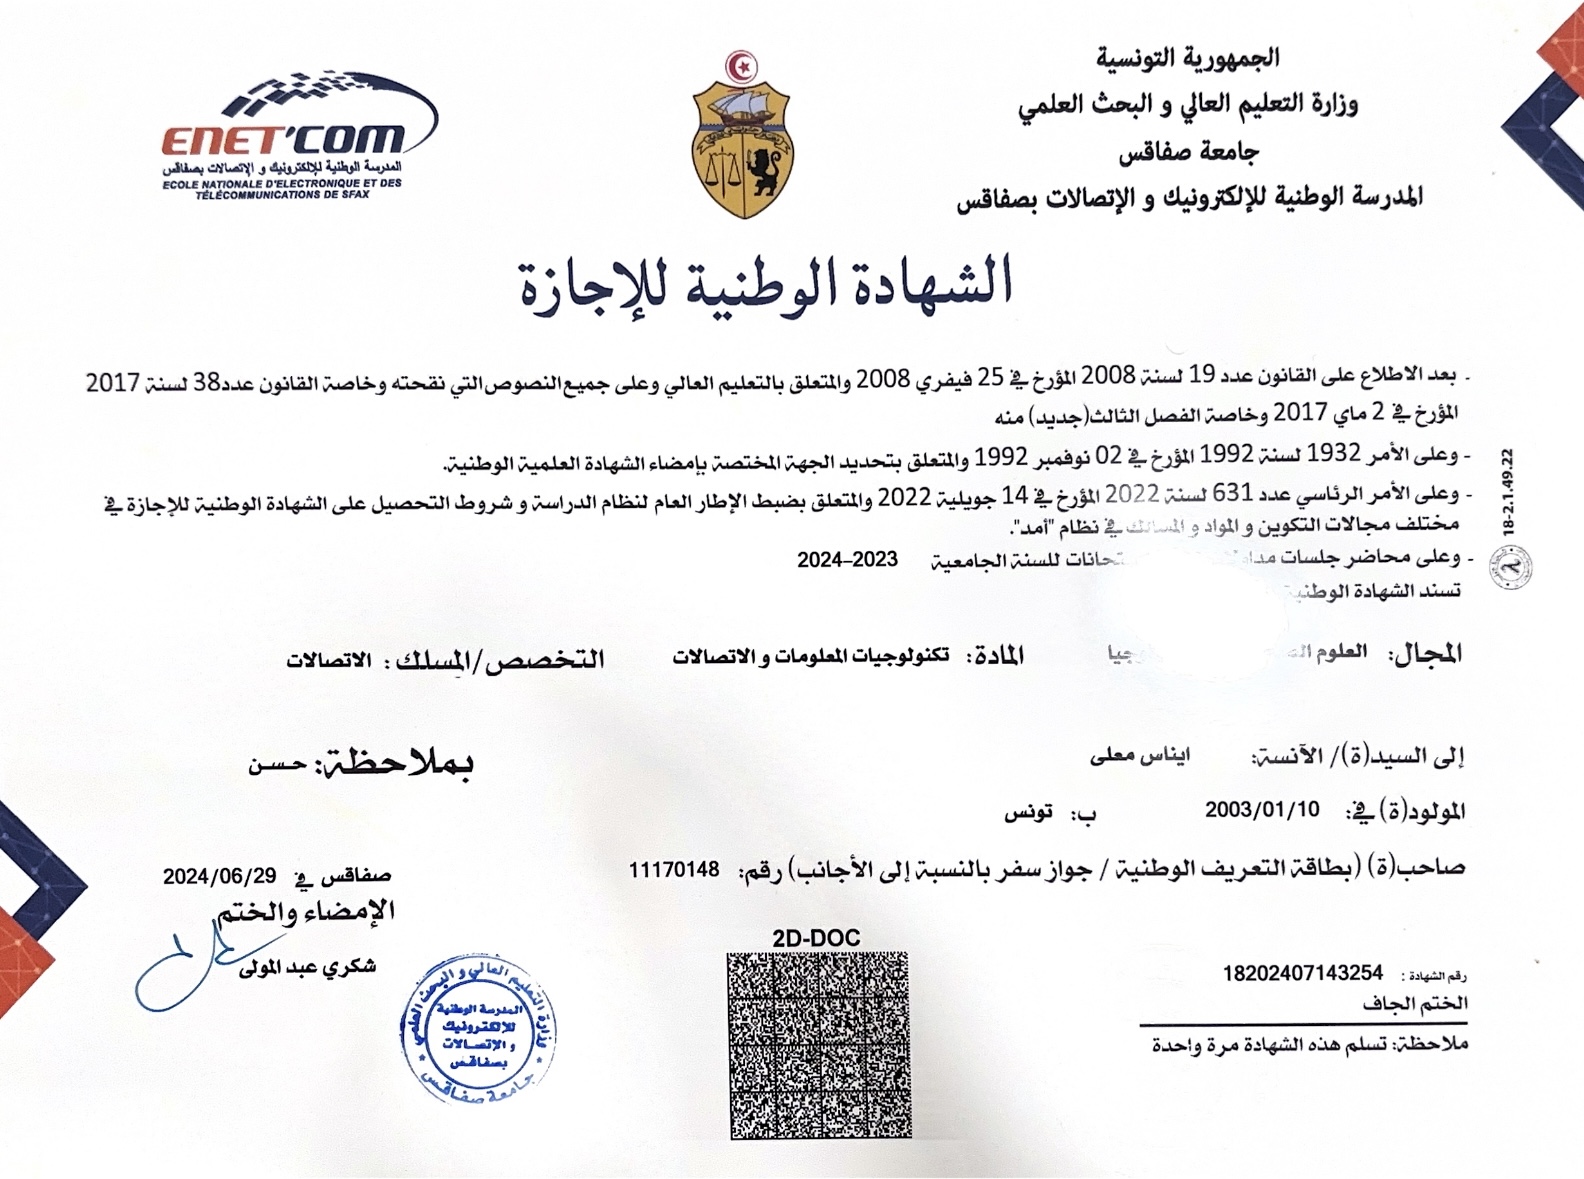 الجمهورية التونسية
وزارة التعليم العالي و البحث العلمي
جامعة صفاقس
المدرسة الوطنية للإلكترونيك و الإتصالات بصفاقس
ENET'COM
المدرسة الوطنية للإلكترونيك و الإتصالات بصفاقس
ECOLE NATIONALE D'ELECTRONIQUE ET DES
TÉLÉCOMMUNICATIONS DE SFAX
الشهادة الوطنية للإجازة
- بعد الاطلاع على القانون عدد 19 لسنة 2008 المؤرخ في 25 فيفري 2008 والمتعلق بالتعليم العالي وعلى جميع النصوص التي نقحته وخاصة القانون عدد38 لسنة 2017
المؤرخ في 2 ماي 2017 وخاصة الفصل الثالث(جديد) منه
- وعلى الأمر 1932 لسنة 1992 المؤرخ في 02 نوفمبر 1992 والمتعلق بتحديد الجهة المختصة بإمضاء الشهادة العلمية الوطنية.
- وعلى الأمر الرئاسي عدد 631 لسنة 2022 المؤرخ في 14 جويلية 2022 والمتعلق بضبط الإطار العام لنظام الدراسة و شروط التحصيل على الشهادة الوطنية للإجازة في
مختلف مجالات التكوين و المواد و المسالك في نظام "أمد".
- وعلى محاضر جلسات للسنة الجامعية 2023-2024
تسند الشهادة الوطنية
المجال: العلوم المادة: تكنولوجيات المعلومات و الاتصالات التخصص/المسلك: الاتصالات
إلى السيد(ة)/ الآنسة: ايناس معلى بملاحظة: حسن
المولود(ة) في: 2003/01/10 ب: تونس
صاحب(ة) (بطاقة التعريف الوطنية / جواز سفر بالنسبة إلى الأجانب) رقم: 11170148
صفاقس في 2024/06/29
الإمضاء والختم
شكري عبد المولى
وزارة التعليم العالي و البحث العلمي
المدرسة الوطنية
للإلكترونيك
و الإتصالات
بصفاقس
جامعة صفاقس
2D-DOC
رقم الشهادة : 18202407143254
الختم الجاف
ملاحظة: تسلم هذه الشهادة مرة واحدة
18-2.1.49.22